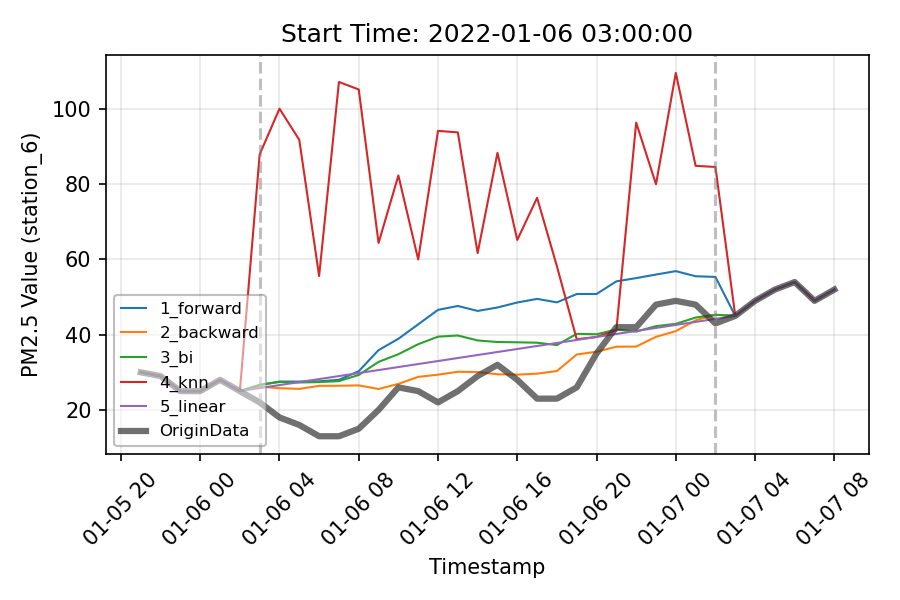 Start Time: 2022-01-06 03:00:00
PM2.5 Value (station_6)
100
80
60
40
20
1_forward
2_backward
3_bi
4_knn
5_linear
OriginData
01-05 20
01-06 00
01-06 04
01-06 08
01-06 12
01-06 16
01-06 20
01-07 00
01-07 04
01-07 08
Timestamp